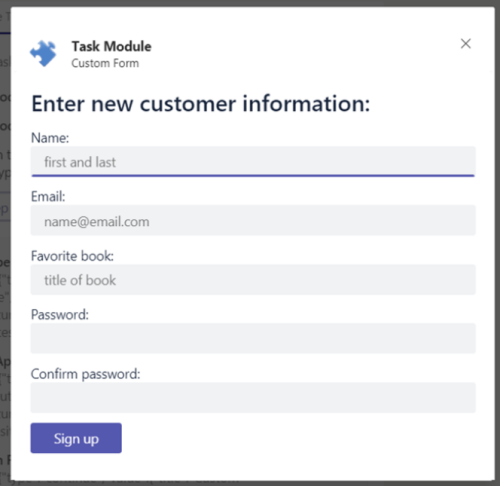 Task Module
Custom Form
Enter new customer information:
Name:
first and last
Email:
name@email.com
Favorite book:
title of book
Password:
Confirm password:
Sign up